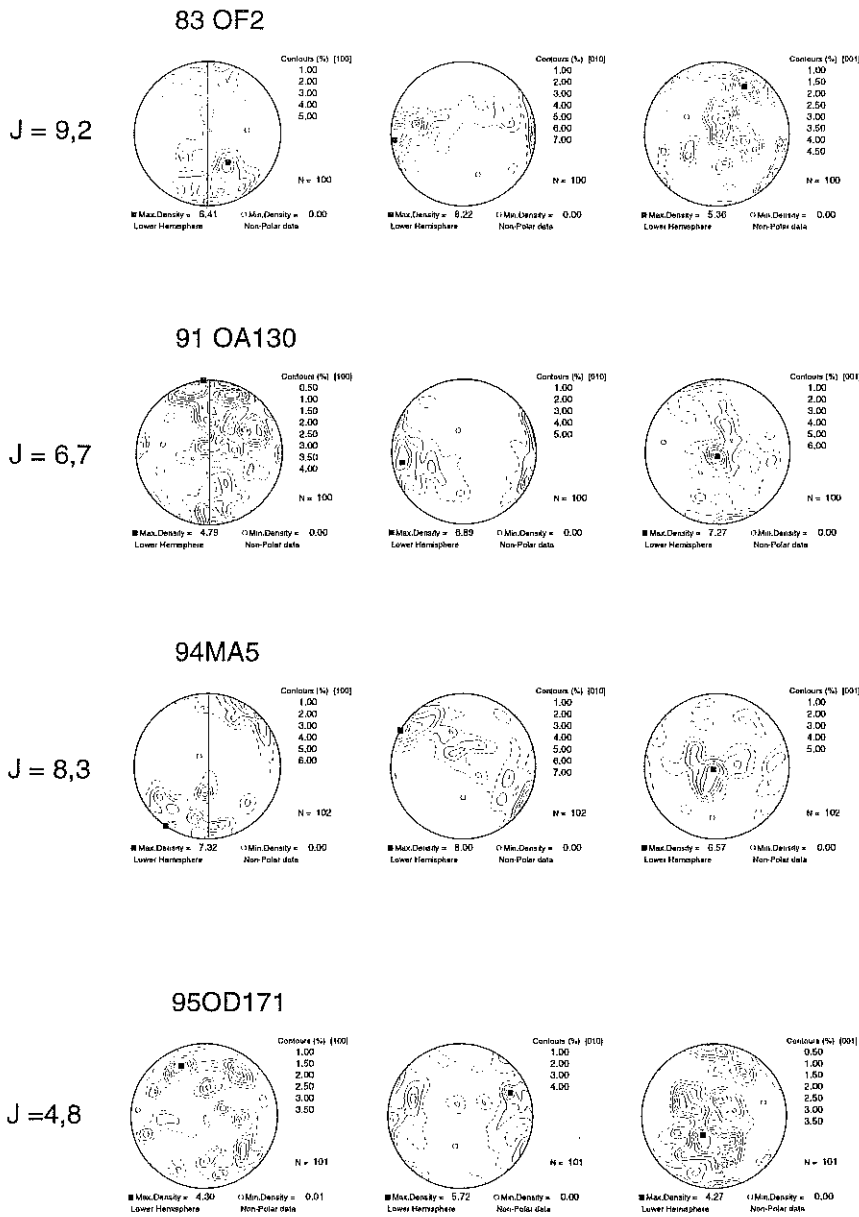 83 OF2
J = 9,2
Contours (%) [100]
1.00
2.00
3.00
4.00
5.00
N = 100
■ Max.Density = 6.41 ○ Min.Density = 0.00
Lower Hemisphere Non-Polar data
Contours (%) [010]
1.00
2.00
3.00
4.00
5.00
6.00
7.00
N = 100
■ Max.Density = 8.22 ○ Min.Density = 0.00
Lower Hemisphere Non-Polar data
Contours (%) [001]
1.00
1.50
2.00
2.50
3.00
3.50
4.00
4.50
N = 100
■ Max.Density = 5.36 ○ Min.Density = 0.00
Lower Hemisphere Non-Polar data
91 OA130
J = 6,7
Contours (%) [100]
0.50
1.00
1.50
2.00
2.50
3.00
3.50
4.00
N = 100
■ Max.Density = 4.79 ○ Min.Density = 0.00
Lower Hemisphere Non-Polar data
Contours (%) [010]
1.00
2.00
3.00
4.00
5.00
N = 100
■ Max.Density = 6.89 ○ Min.Density = 0.00
Lower Hemisphere Non-Polar data
Contours (%) [001]
1.00
2.00
3.00
4.00
5.00
6.00
N = 100
■ Max.Density = 7.27 ○ Min.Density = 0.00
Lower Hemisphere Non-Polar data
94MA5
J = 8,3
Contours (%) [100]
1.00
2.00
3.00
4.00
5.00
6.00
N = 102
■ Max.Density = 7.32 ○ Min.Density = 0.00
Lower Hemisphere Non-Polar data
Contours (%) [010]
1.00
2.00
3.00
4.00
5.00
6.00
7.00
N = 102
■ Max.Density = 8.00 ○ Min.Density = 0.00
Lower Hemisphere Non-Polar data
Contours (%) [001]
1.00
2.00
3.00
4.00
5.00
N = 102
■ Max.Density = 6.57 ○ Min.Density = 0.00
Lower Hemisphere Non-Polar data
95OD171
J =4,8
Contours (%) [100]
1.00
1.50
2.00
2.50
3.00
3.50
N = 101
■ Max.Density = 4.30 ○ Min.Density = 0.01
Lower Hemisphere Non-Polar data
Contours (%) [010]
1.00
2.00
3.00
4.00
N = 101
■ Max.Density = 5.72 ○ Min.Density = 0.00
Lower Hemisphere Non-Polar data
Contours (%) [001]
0.50
1.00
1.50
2.00
2.50
3.00
3.50
N = 101
■ Max.Density = 4.27 ○ Min.Density = 0.00
Lower Hemisphere Non-Polar data